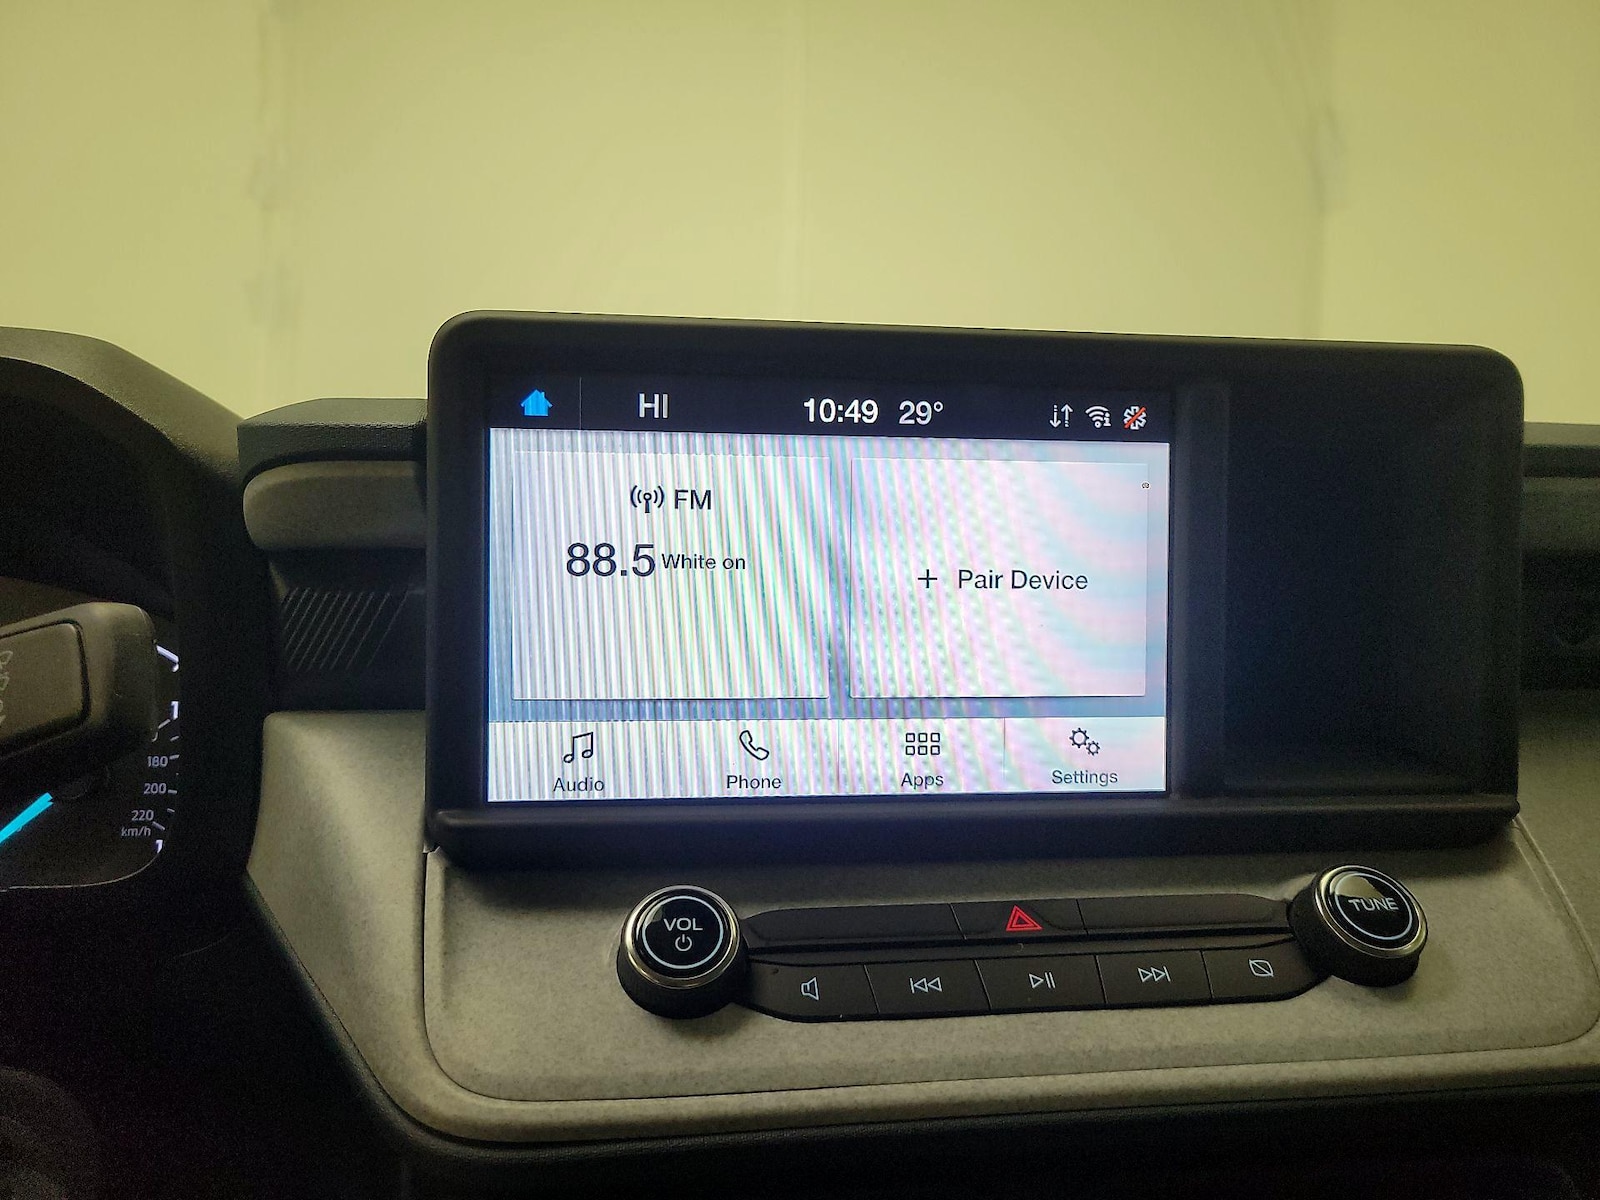 HI 10:49 29°
FM
88.5 White on
+ Pair Device
Audio Phone Apps Settings
180
200
220
km/h
VOL
TUNE